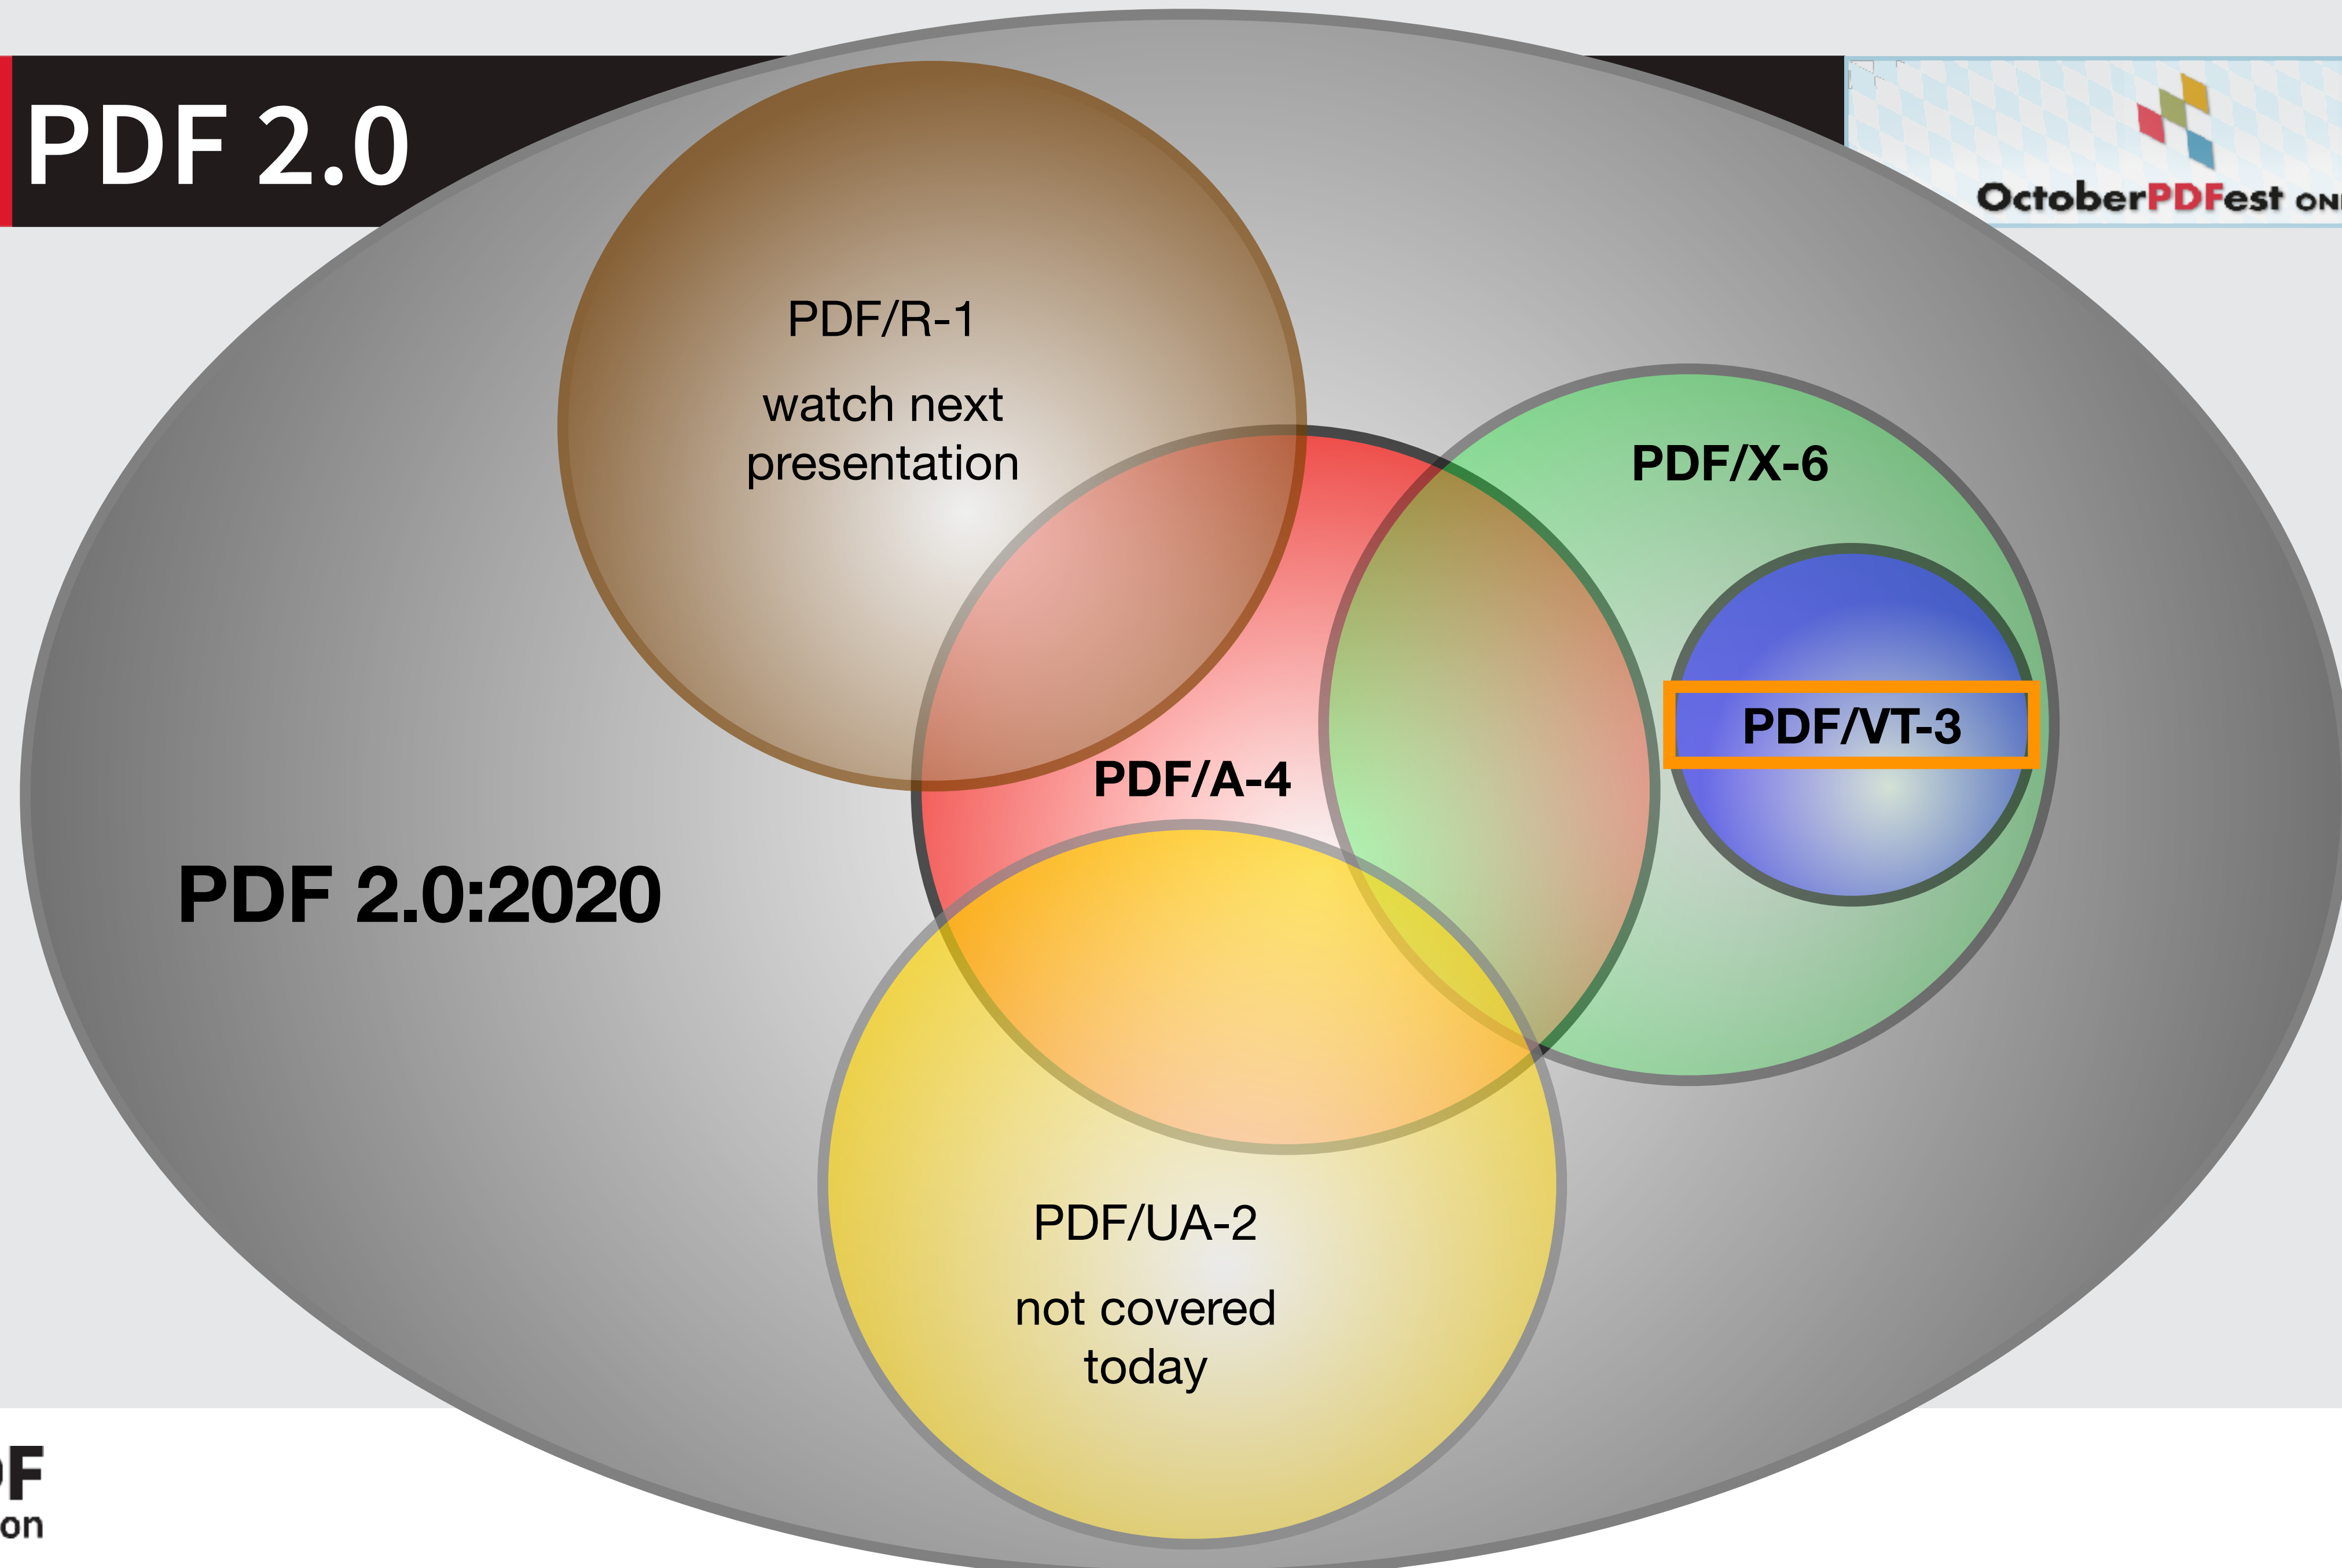 PDF 2.0
OctoberPDFest
PDF/R-1
watch next
presentation
PDF/X-6
PDF/VT-3
PDF/A-4
PDF 2.0:2020
PDF/UA-2
not covered
today